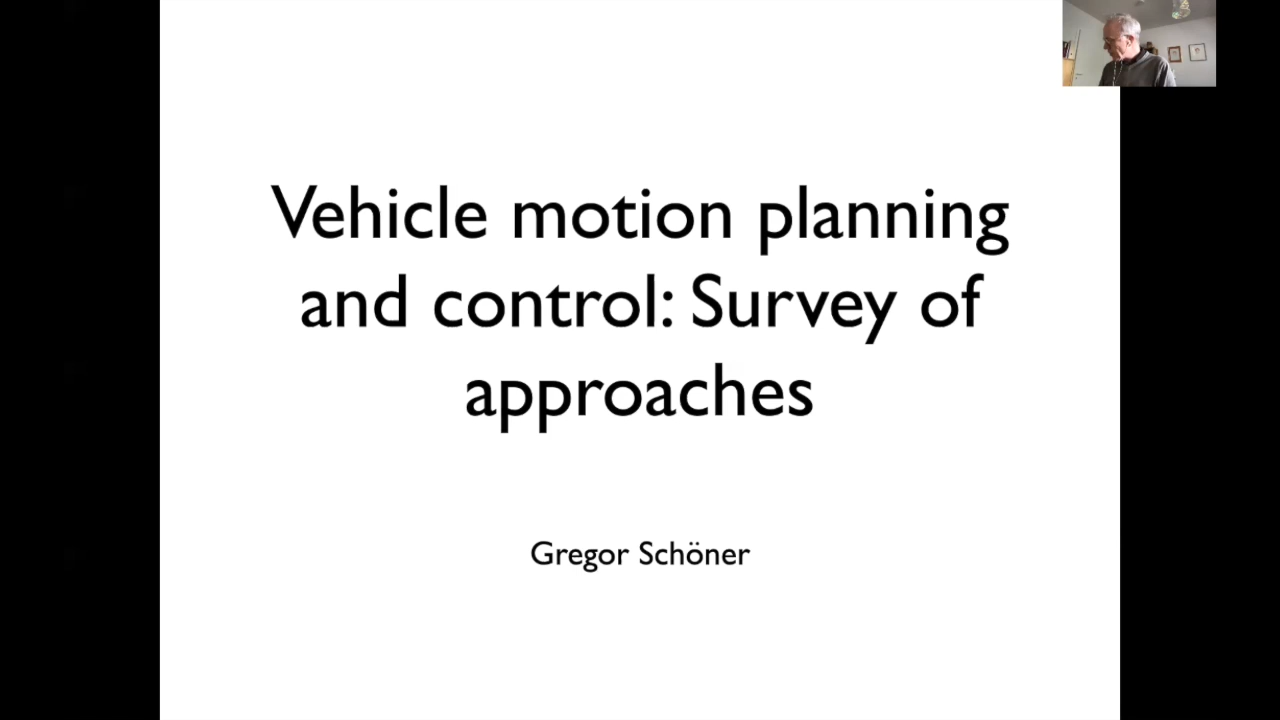 Vehicle motion planning
and control: Survey of
approaches
Gregor Schöner